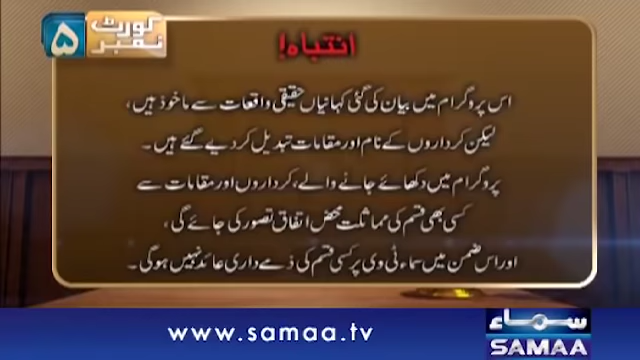 کورٹ
نمبر
۵
انتباہ!
اس پروگرام میں بیان کی گئی کہانیاں حقیقی واقعات سے ماخوذ ہیں،
لیکن کرداروں کے نام اور مقامات تبدیل کر دیے گئے ہیں۔
پروگرام میں دکھائے جانے والے، کرداروں اور مقامات سے
کسی بھی قسم کی مماثلت محض اتفاق تصور کی جائے گی،
اور اس ضمن میں سماء ٹی وی پر کسی قسم کی ذمے داری عائد نہیں ہوگی۔
www.samaa.tv
سماء
SAMAA